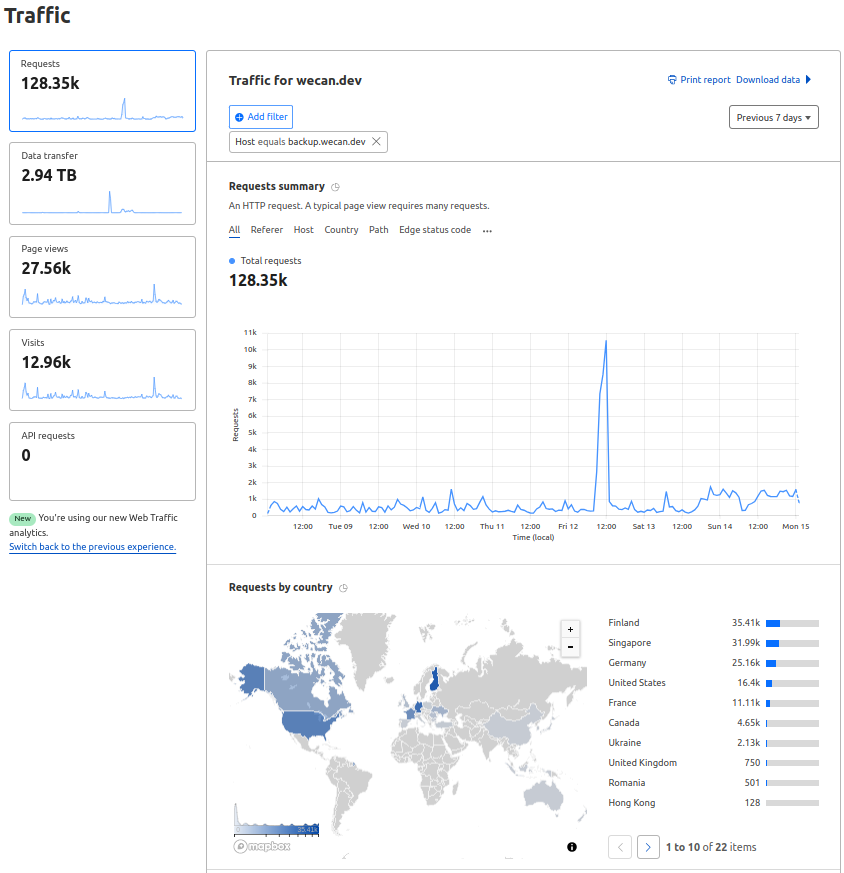 Traffic
Requests
128.35k
Data transfer
2.94 TB
Page views
27.56k
Visits
12.96k
API requests
0
New You're using our new Web Traffic
analytics.
Switch back to the previous experience.
Traffic for wecan.dev
Print report Download data
Add filter
Previous 7 days
Host equals backup.wecan.dev
Requests summary
An HTTP request. A typical page view requires many requests.
All Referer Host Country Path Edge status code ...
Total requests
128.35k
11k
10k
9k
8k
7k
6k
5k
4k
3k
2k
1k
0
Requests
12:00 Tue 09 12:00 Wed 10 12:00 Thu 11 12:00 Fri 12 12:00 Sat 13 12:00 Sun 14 12:00 Mon 15
Time (local)
Requests by country
+
-
0 35.41k
mapbox
Finland 35.41k
Singapore 31.99k
Germany 25.16k
United States 16.4k
France 11.11k
Canada 4.65k
Ukraine 2.13k
United Kingdom 750
Romania 501
Hong Kong 128
1 to 10 of 22 items